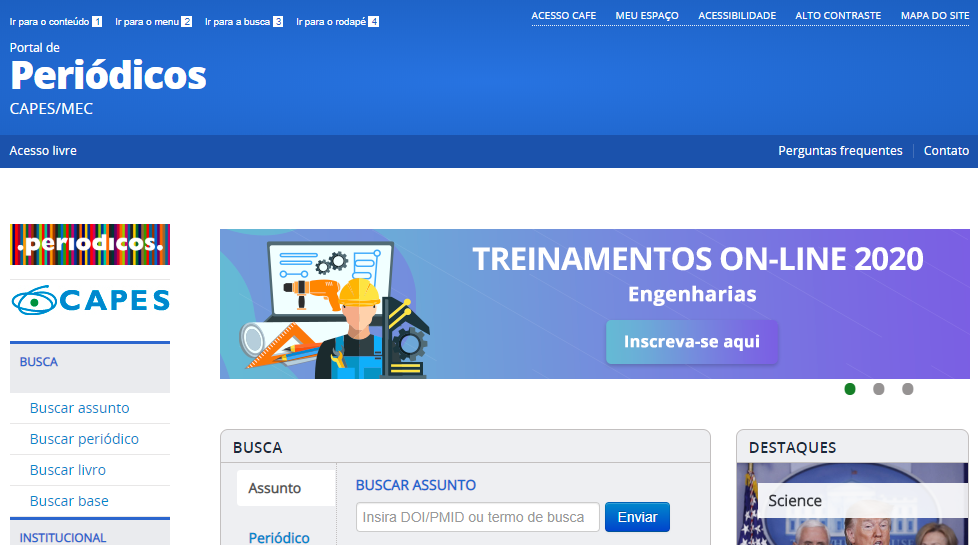 Ir para o conteúdo 1 Ir para o menu 2 Ir para a busca 3 Ir para o rodapé 4
ACESSO CAFE MEU ESPAÇO ACESSIBILIDADE ALTO CONTRASTE MAPA DO SITE
Portal de
Periódicos
CAPES/MEC
Acesso livre
Perguntas frequentes Contato
.periodicos.
CAPES
BUSCA
Buscar assunto
Buscar periódico
Buscar livro
Buscar base
INSTITUCIONAL
TREINAMENTOS ON-LINE 2020
Engenharias
Inscreva-se aqui
BUSCA
Assunto
Periódico
BUSCAR ASSUNTO
Insira DOI/PMID ou termo de busca Enviar
DESTAQUES
Science